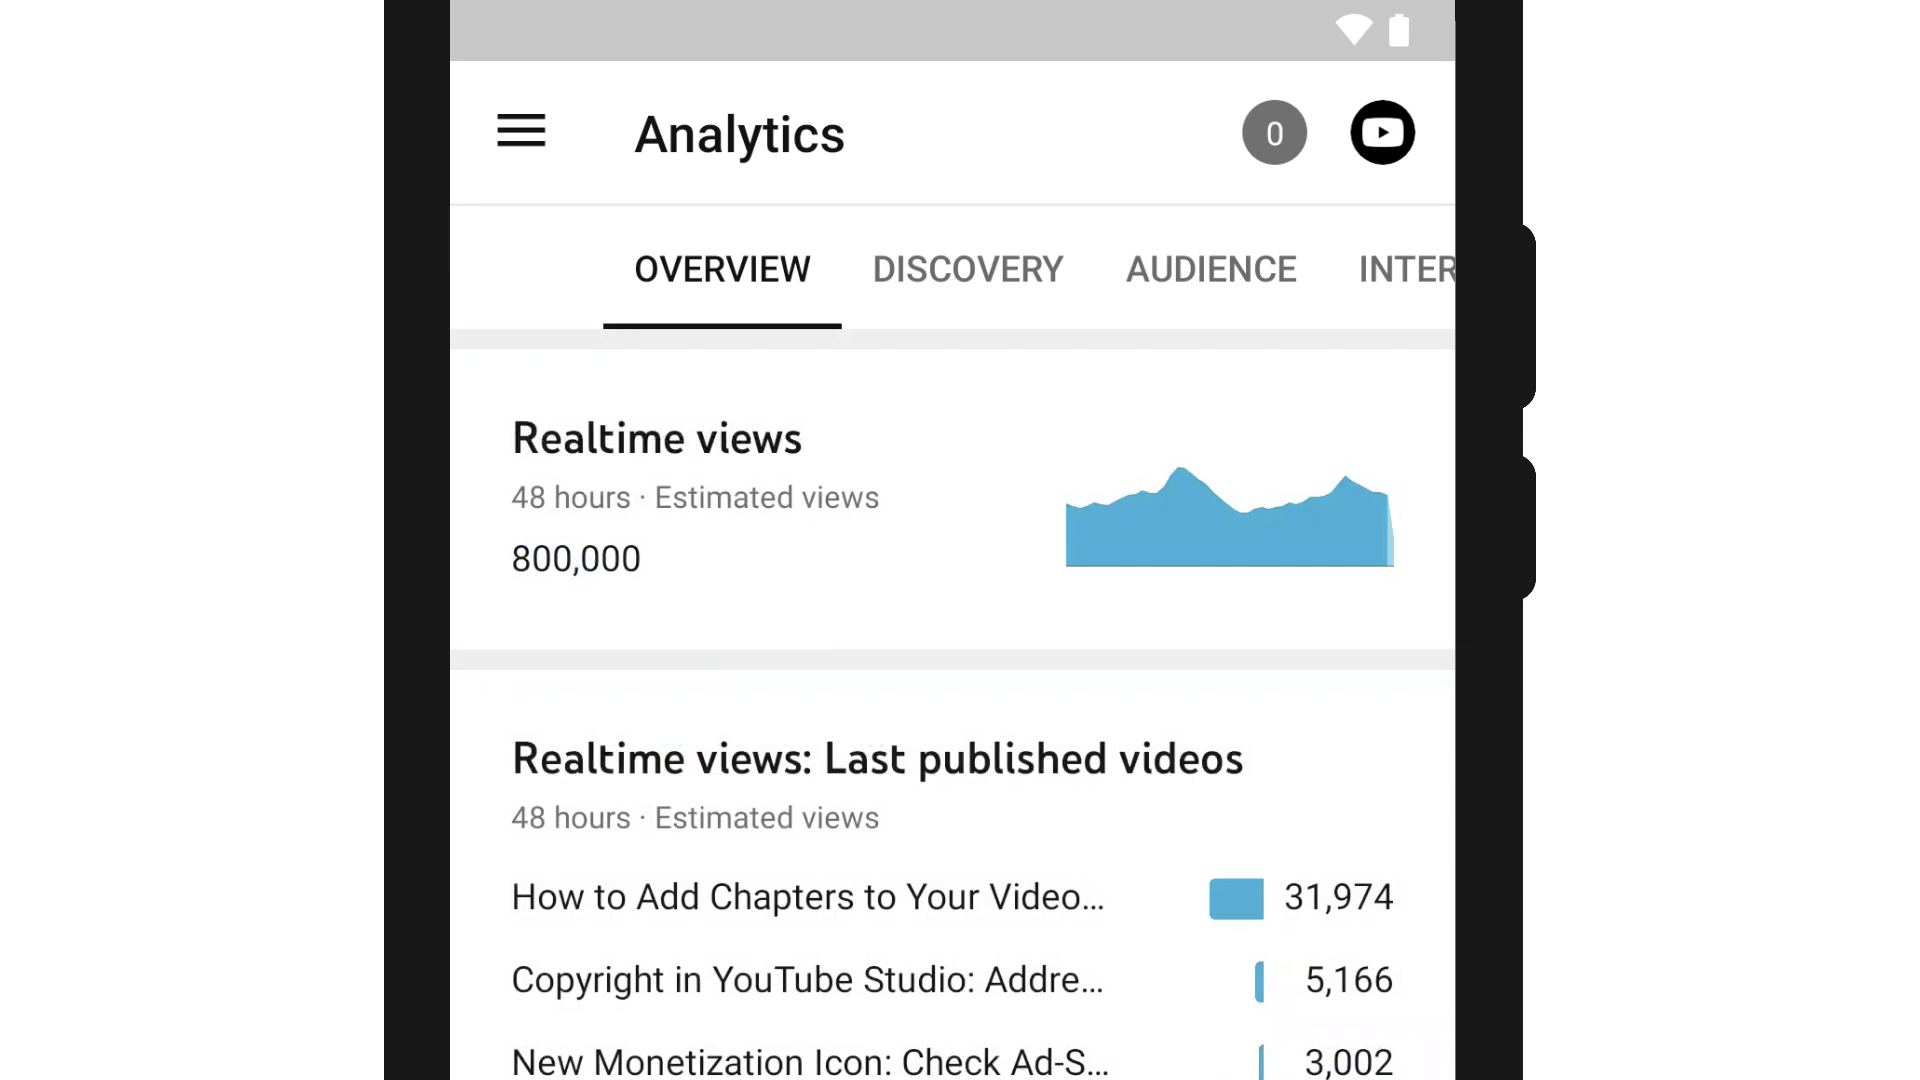 Analytics
0
OVERVIEW DISCOVERY AUDIENCE INTER
Realtime views
48 hours · Estimated views
800,000
Realtime views: Last published videos
48 hours · Estimated views
How to Add Chapters to Your Video... 31,974
Copyright in YouTube Studio: Addre... 5,166
New Monetization Icon: Check Ad-S... 3,002